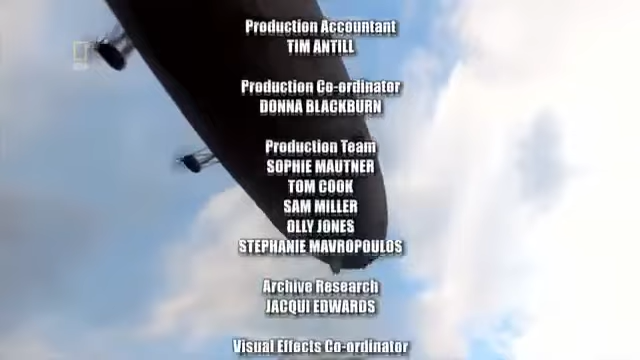 Production Accountant
TIM ANTILL
Production Co-ordinator
DONNA BLACKBURN
Production Team
SOPHIE MAUTNER
TOM COOK
SAM MILLER
OLLY JONES
STEPHANIE MAVROPOULOS
Archive Research
JACQUI EDWARDS
Visual Effects Co-ordinator